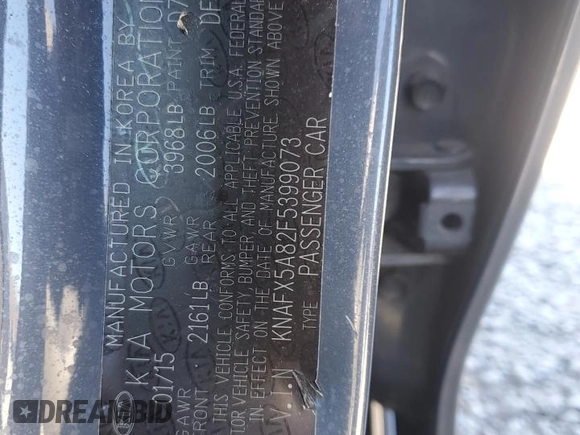 MANUFACTURED IN KOREA BY
KIA MOTORS CORPORATION
01/15 GVWR 3968LB PAINT
GAWR GAWR
FRONT : 2161LB REAR : 2006LB TRIM
THIS VEHICLE CONFORMS TO ALL APPLICABLE U.S.A. FEDERAL
VEHICLE SAFETY, BUMPER, AND THEFT PREVENTION STANDARDS
IN EFFECT ON THE DATE OF MANUFACTURE SHOWN ABOVE
V.I.N KNAFX5A82F5399073
TYPE : PASSENGER CAR
DREAMBID